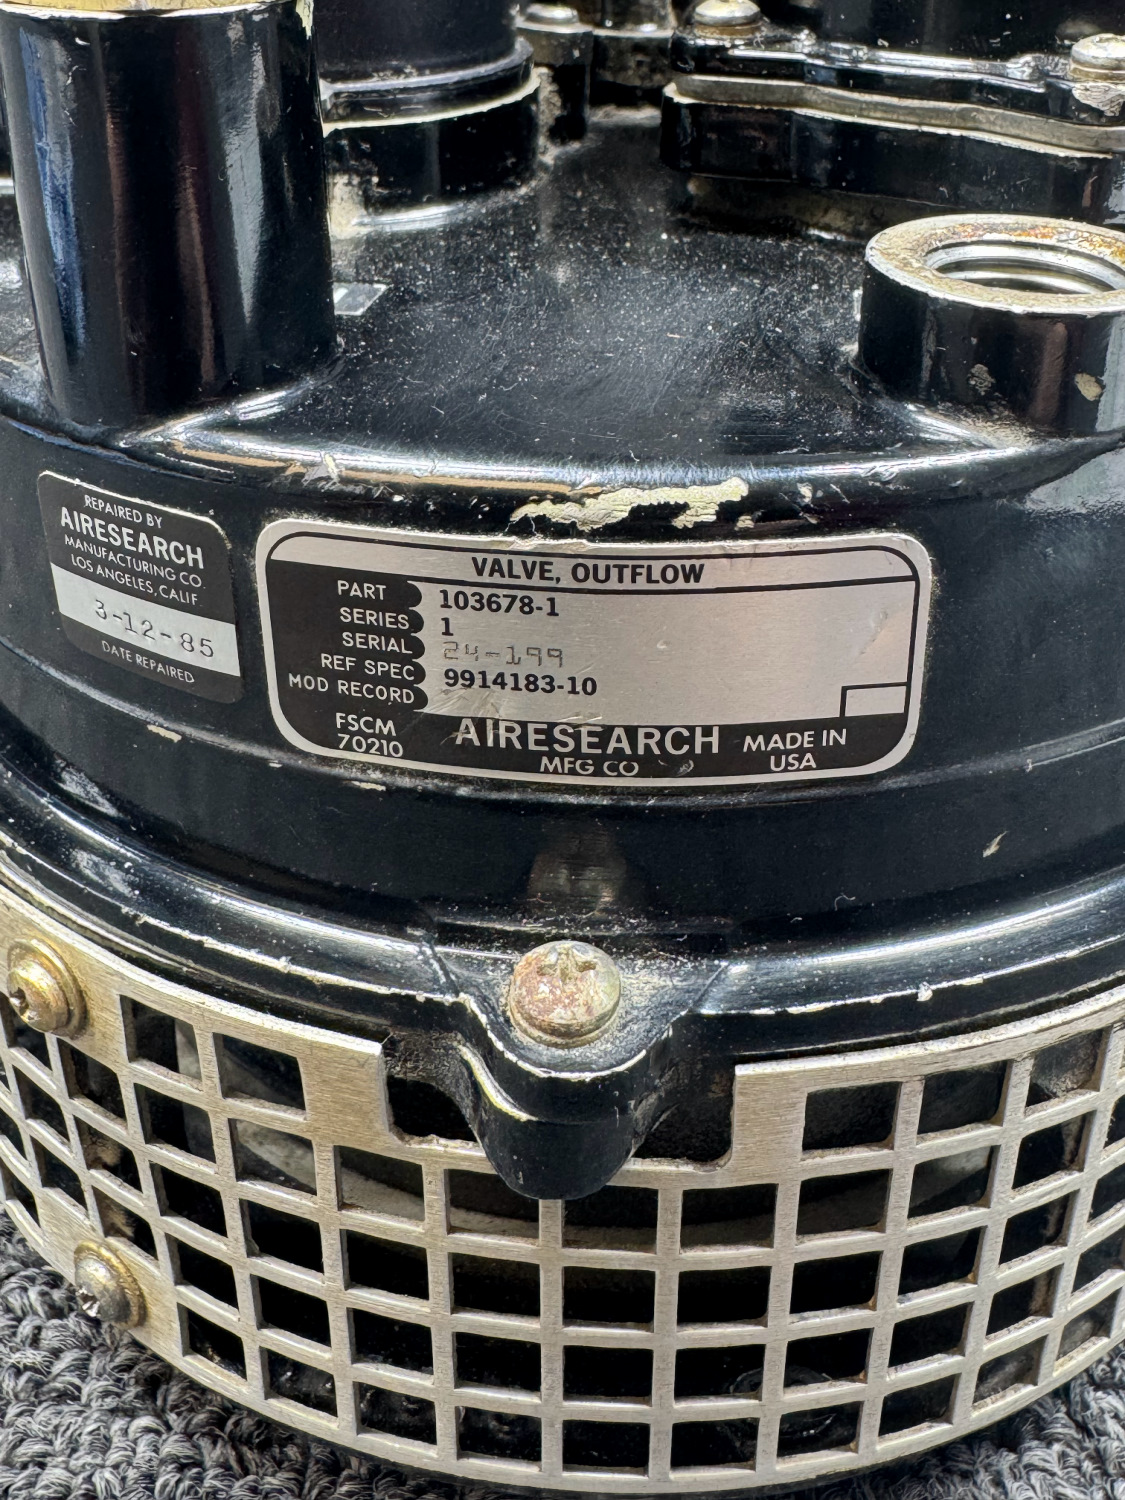 REPAIRED BY
AIRESEARCH
MANUFACTURING CO
LOS ANGELES, CALIF
3-12-85
DATE REPAIRED
VALVE, OUTFLOW
PART 103678-1
SERIES 1
SERIAL 24-199
REF SPEC 9914183-10
MOD RECORD
FSCM
70210
AIRESEARCH
MFG CO
MADE IN
USA